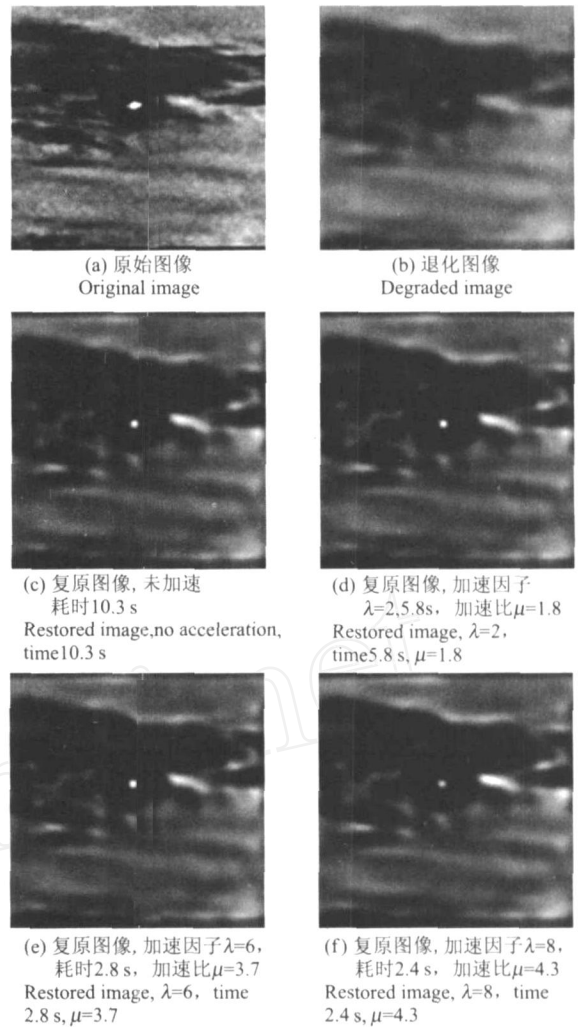 (a) 原始图像
Original image
(b) 退化图像
Degraded image
(c) 复原图像, 未加速
耗时10.3 s
Restored image,no acceleration,
time10.3 s
(d) 复原图像, 加速因子
λ=2,5.8s, 加速比μ=1.8
Restored image, λ=2,
time5.8 s, μ=1.8
(e) 复原图像, 加速因子λ=6,
耗时2.8 s, 加速比μ=3.7
Restored image, λ=6, time
2.8 s, μ=3.7
(f) 复原图像, 加速因子λ=8,
耗时2.4 s, 加速比μ=4.3
Restored image, λ=8, time
2.4 s, μ=4.3